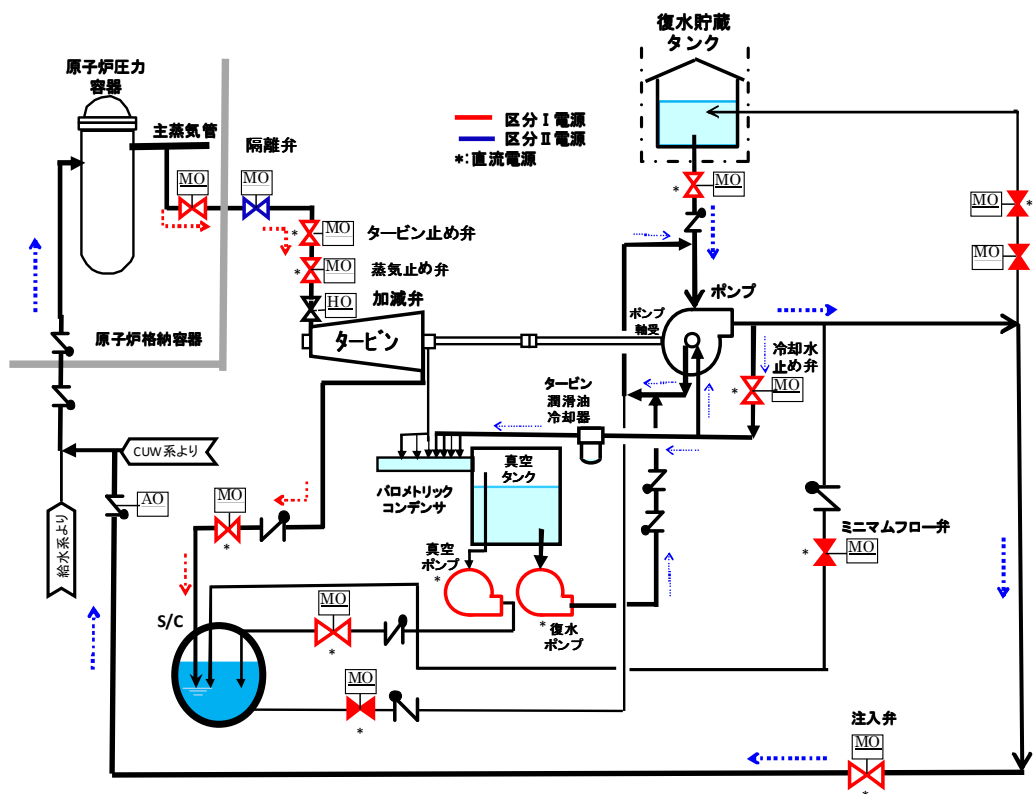 復水貯蔵
タンク
原子炉圧力
容器
主蒸気管
隔離弁
区分Ⅰ電源
区分Ⅱ電源
*:直流電源
MO
MO
* MO
MO *
MO
* MO
タービン止め弁
* MO
蒸気止め弁
HO
加減弁
ポンプ
ポンプ
軸受
原子炉格納容器
タービン
冷却水
止め弁
* MO
タービン
潤滑油
冷却器
CUW系より
真空
タンク
バロメトリック
コンデンサ
AO
MO
*
給水系より
ミニマムフロー弁
* MO
真空
ポンプ
*
* 復水
ポンプ
S/C
MO
*
MO
*
注入弁
MO
*